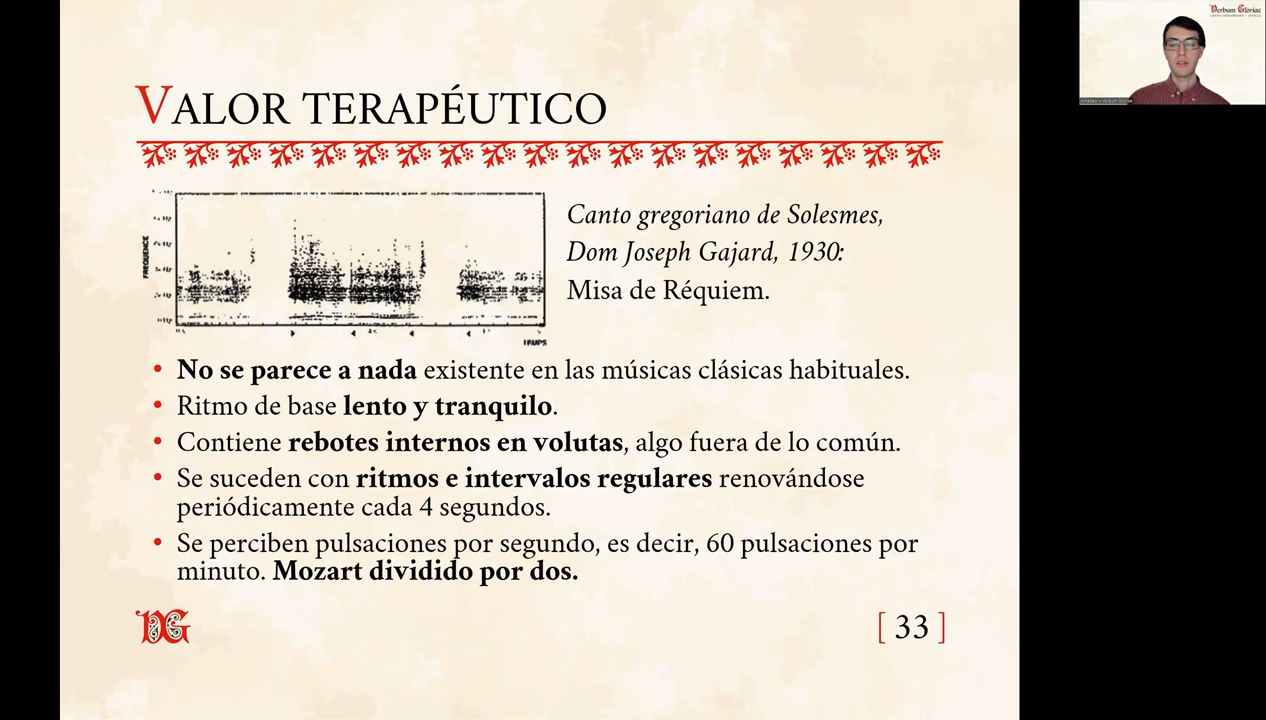 Verbum Gloriae
VALOR TERAPÉUTICO
FREQUENCE
TEMPS
Canto gregoriano de Solesmes,
Dom Joseph Gajard, 1930:
Misa de Réquiem.
• No se parece a nada existente en las músicas clásicas habituales.
• Ritmo de base lento y tranquilo.
• Contiene rebotes internos en volutas, algo fuera de lo común.
• Se suceden con ritmos e intervalos regulares renovándose
periódicamente cada 4 segundos.
• Se perciben pulsaciones por segundo, es decir, 60 pulsaciones por
minuto. Mozart dividido por dos.
VG
[ 33 ]